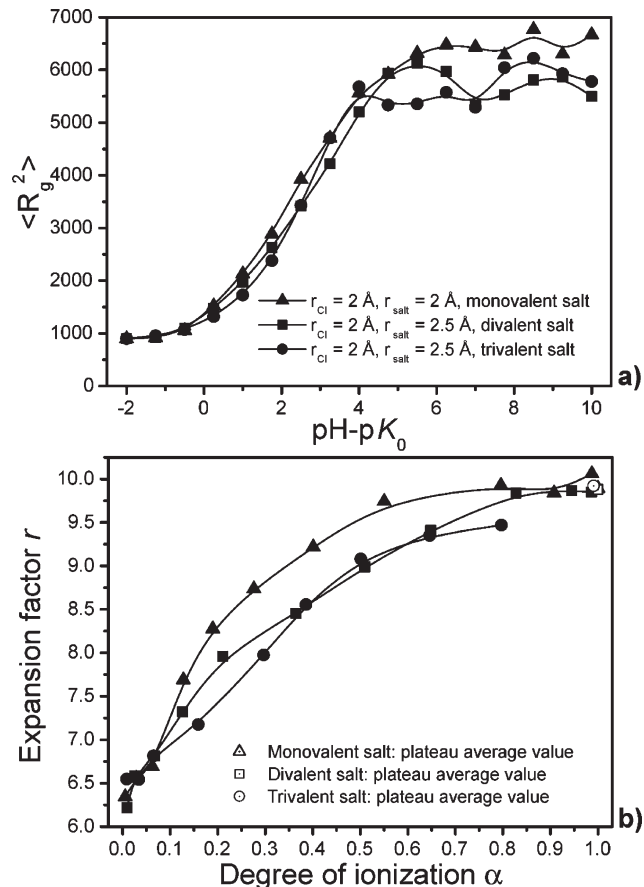 a)
7000
6000
5000
4000
3000
2000
1000
0
<R_g^2>
r_Cl = 2 Å, r_salt = 2 Å, monovalent salt
r_Cl = 2 Å, r_salt = 2.5 Å, divalent salt
r_Cl = 2 Å, r_salt = 2.5 Å, trivalent salt
-2 0 2 4 6 8 10
pH-pK_0
b)
10.0
9.5
9.0
8.5
8.0
7.5
7.0
6.5
6.0
Expansion factor r
Monovalent salt: plateau average value
Divalent salt: plateau average value
Trivalent salt: plateau average value
0.0 0.1 0.2 0.3 0.4 0.5 0.6 0.7 0.8 0.9 1.0
Degree of ionization α